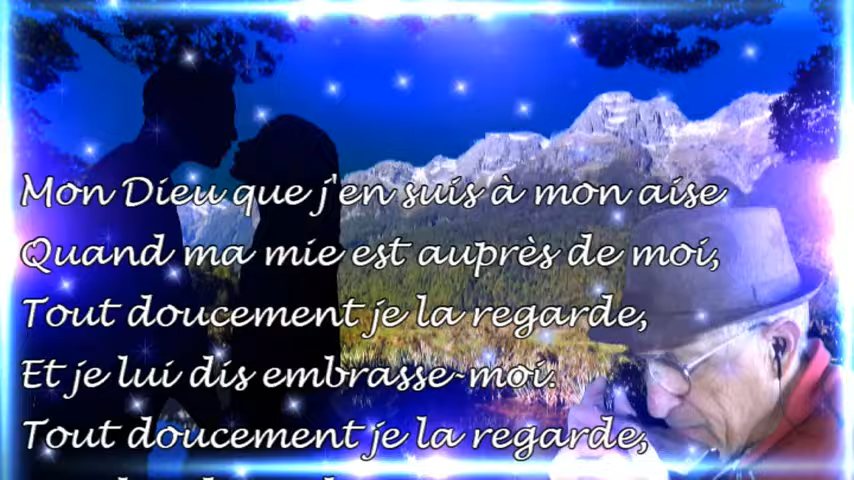 Mon Dieu que j'en suis à mon aise
Quand ma mie est auprès de moi,
Tout doucement je la regarde,
Et je lui dis embrasse-moi.
Tout doucement je la regarde,